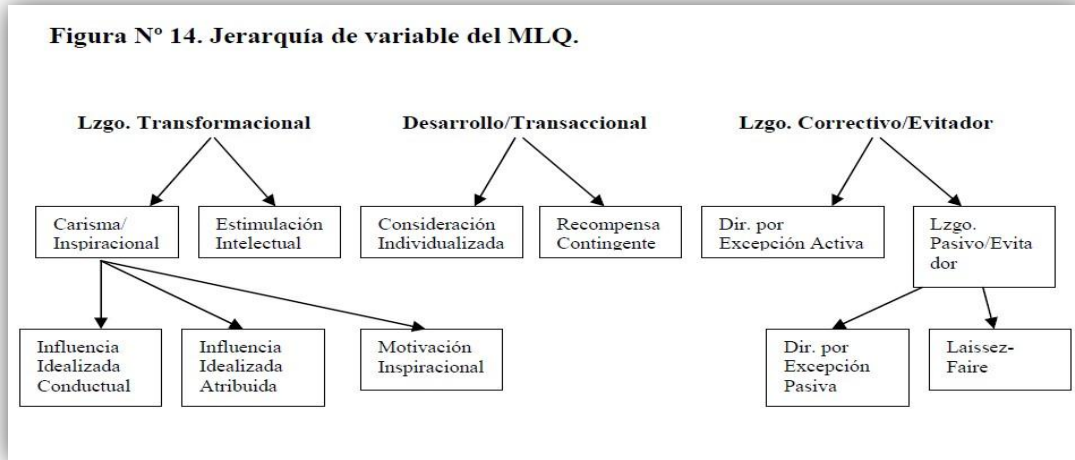 Figura Nº 14. Jerarquía de variable del MLQ.
Lzgo. Transformacional
Desarrollo/Transaccional
Lzgo. Correctivo/Evitador
Carisma/
Inspiracional
Estimulación
Intelectual
Consideración
Individualizada
Recompensa
Contingente
Dir. por
Excepción Activa
Lzgo.
Pasivo/Evita
dor
Influencia
Idealizada
Conductual
Influencia
Idealizada
Atribuida
Motivación
Inspiracional
Dir. por
Excepción
Pasiva
Laissez-
Faire